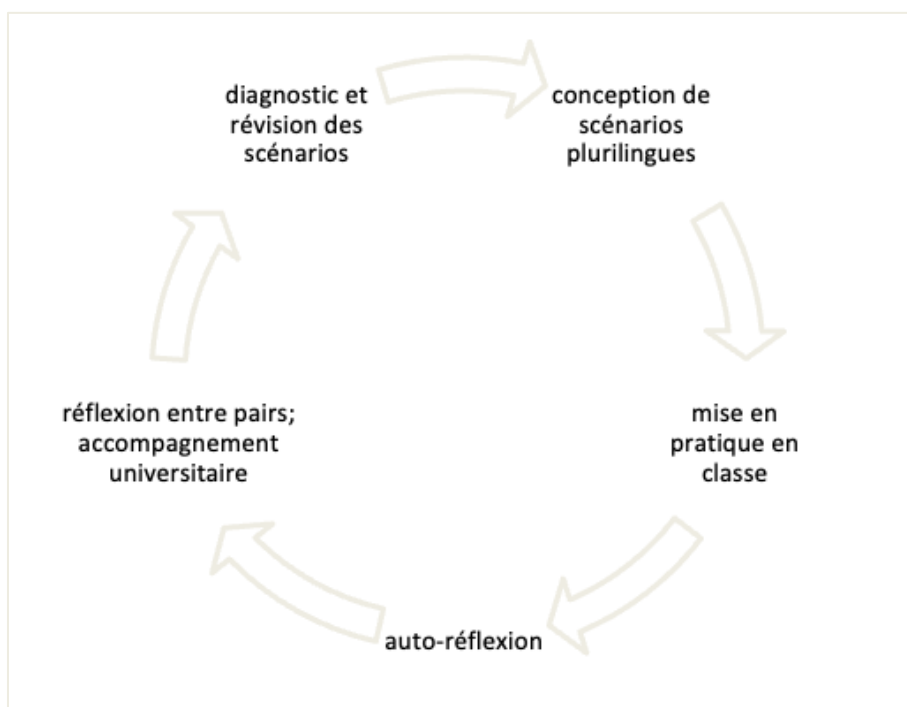 diagnostic et
révision des
scénarios
conception de
scénarios
plurilingues
mise en
pratique en
classe
auto-réflexion
réflexion entre pairs;
accompagnement
universitaire